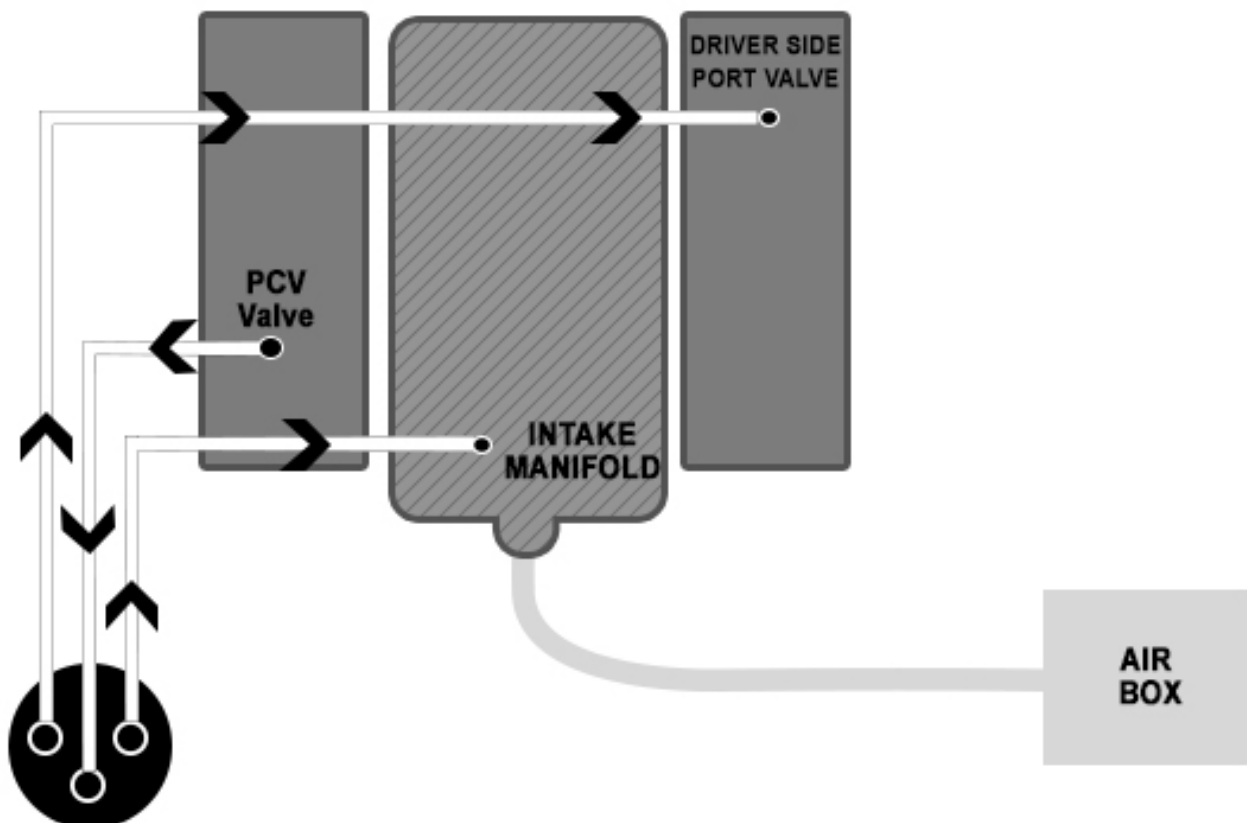 DRIVER SIDE
PORT VALVE
PCV
Valve
INTAKE
MANIFOLD
AIR
BOX